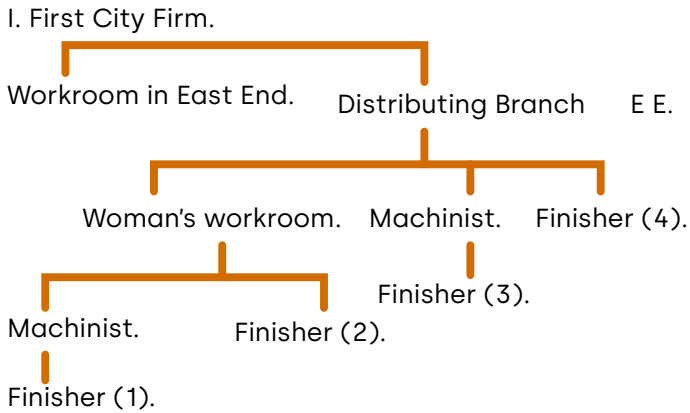 I. First City Firm.
Workroom in East End.
Distributing Branch E E.
Woman's workroom. Machinist. Finisher (4).
Finisher (3).
Machinist. Finisher (2).
Finisher (1).